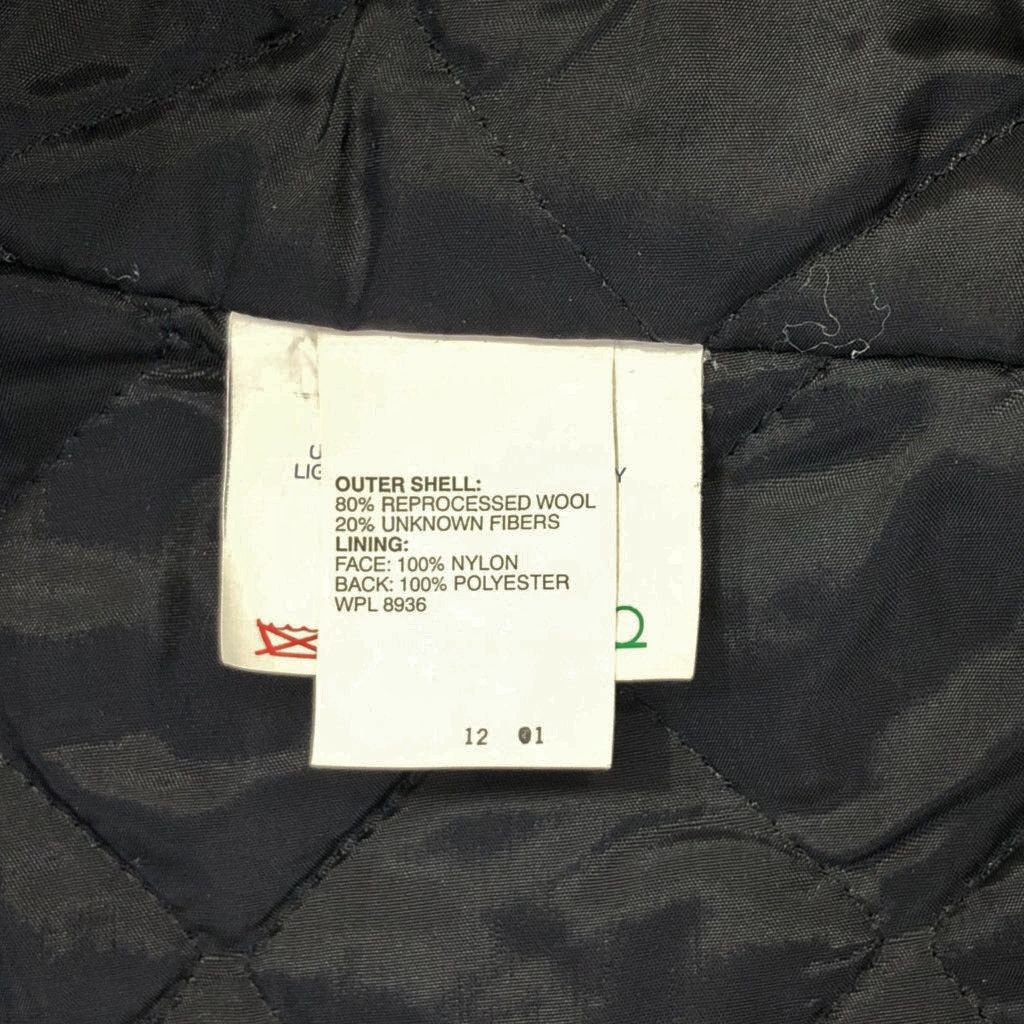 OUTER SHELL:
80% REPROCESSED WOOL
20% UNKNOWN FIBERS
LINING:
FACE: 100% NYLON
BACK: 100% POLYESTER
WPL 8936
12 01